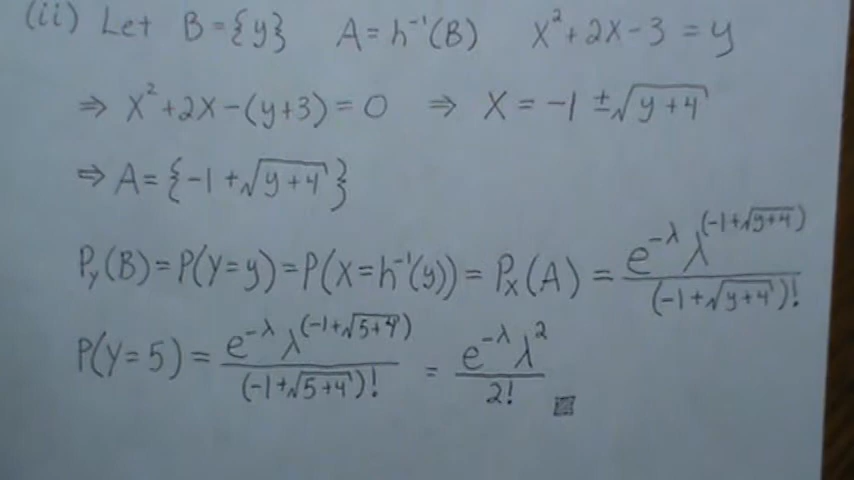 (ii) Let B = {y} A = h⁻¹(B) x² + 2x - 3 = y
⇒ x² + 2x - (y+3) = 0 ⇒ x = -1 ± √(y+4)
⇒ A = {-1 + √(y+4)}
P_Y(B) = P(Y=y) = P(X = h⁻¹(y)) = P_X(A) = e^(-λ) λ^(-1+√(y+4)) / (-1+√(y+4))!
P(Y=5) = e^(-λ) λ^(-1+√(5+4)) / (-1+√(5+4))! = e^(-λ) λ² / 2!